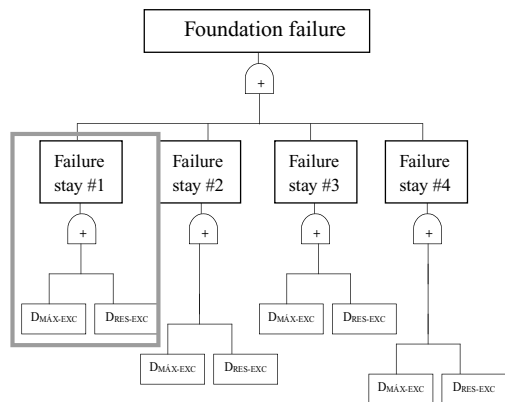 Foundation failure
+
Failure
stay #1
Failure
stay #2
Failure
stay #3
Failure
stay #4
+
+
+
+
DMÁX-EXC
DRES-EXC
DMÁX-EXC
DRES-EXC
DMÁX-EXC
DRES-EXC
DMÁX-EXC
DRES-EXC